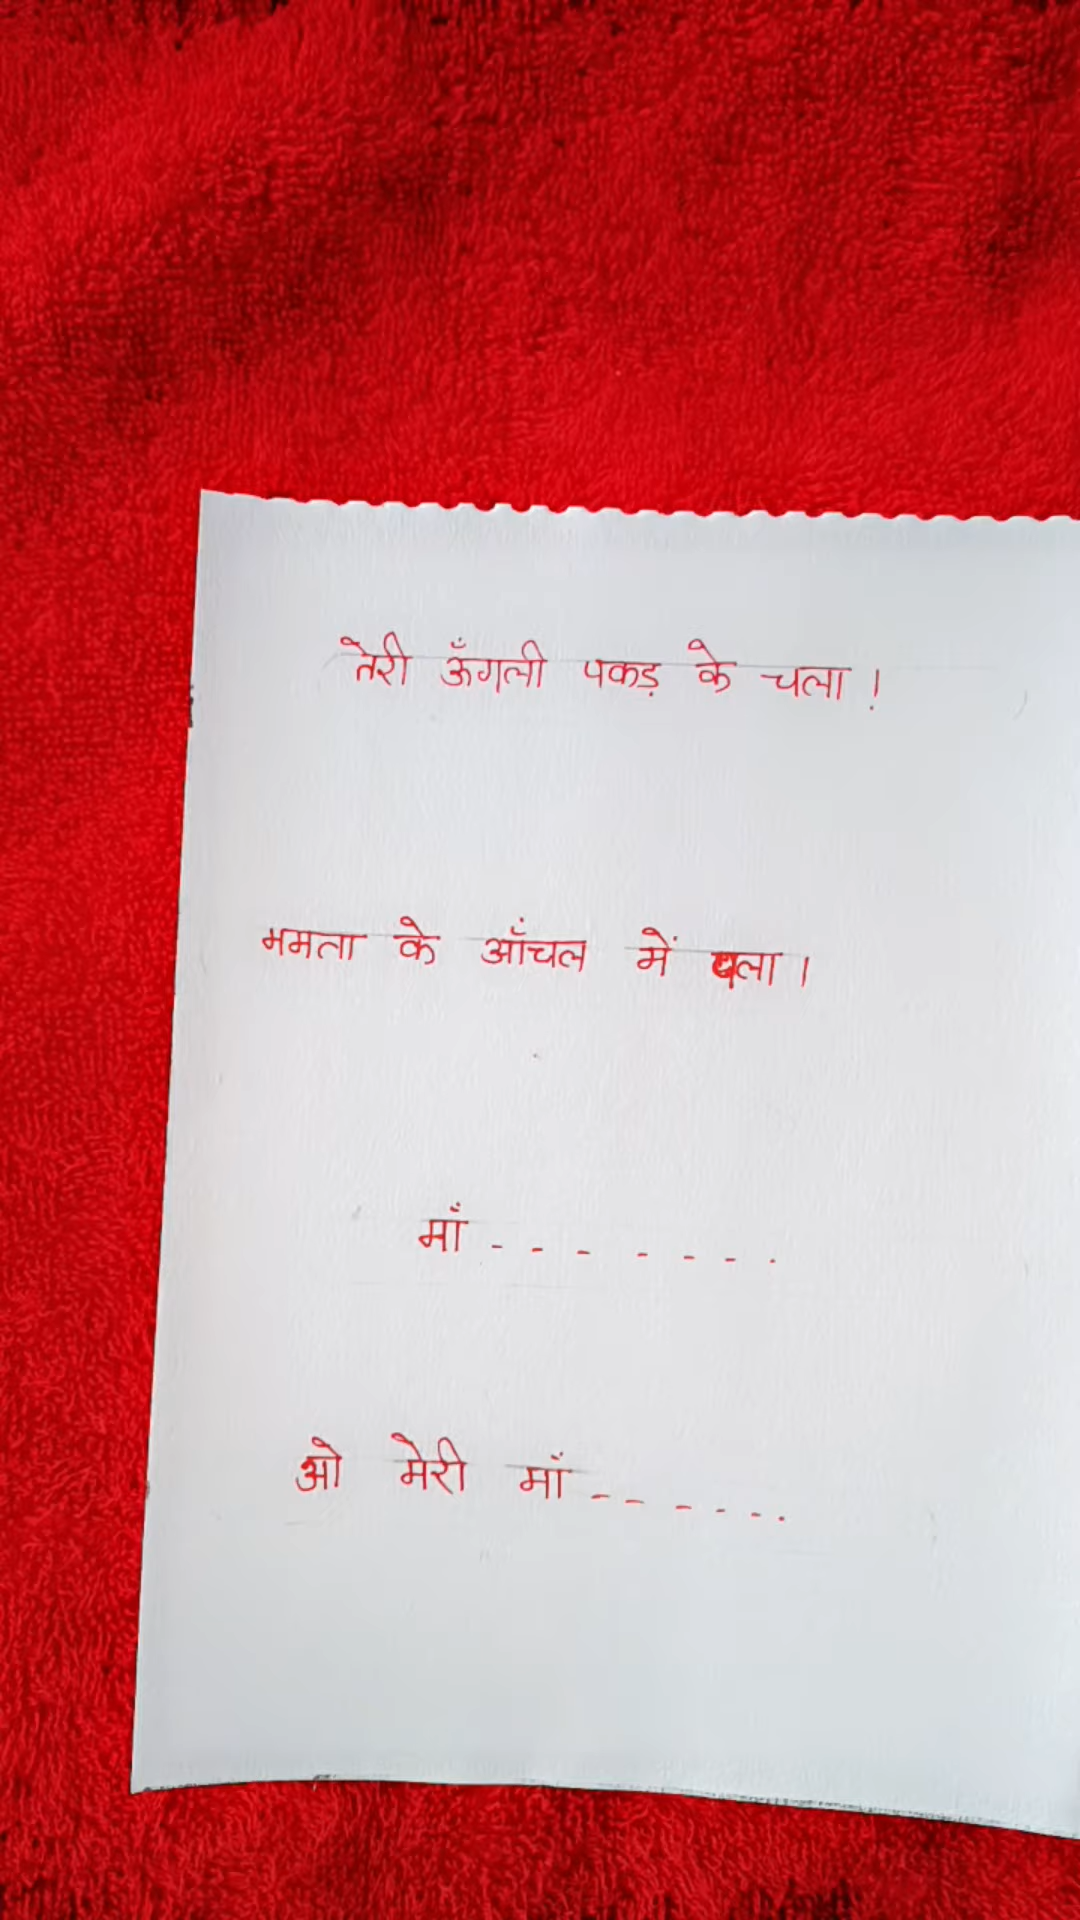 तेरी ऊँगली पकड़ के चला !
ममता के आँचल में पला ।
माँ - - - - - - .
ओ मेरी माँ - - - - - - .